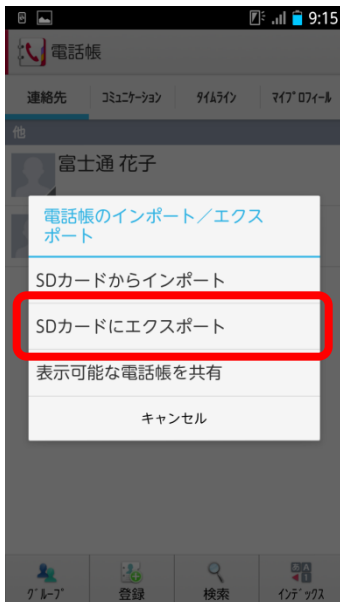 9:15
電話帳
連絡先 ｺﾐｭﾆｹｰｼｮﾝ ﾀｲﾑﾗｲﾝ ﾏｲﾌﾟﾛﾌｨｰﾙ
他
富士通 花子
電話帳のインポート／エクス
ポート
SDカードからインポート
SDカードにエクスポート
表示可能な電話帳を共有
キャンセル
ｸﾞﾙｰﾌﾟ 登録 検索 ｲﾝﾃﾞｯｸｽ